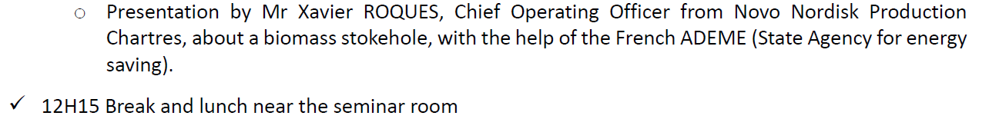 ○ Presentation by Mr Xavier ROQUES, Chief Operating Officer from Novo Nordisk Production
Chartres, about a biomass stokehole, with the help of the French ADEME (State Agency for energy
saving).
✓ 12H15 Break and lunch near the seminar room